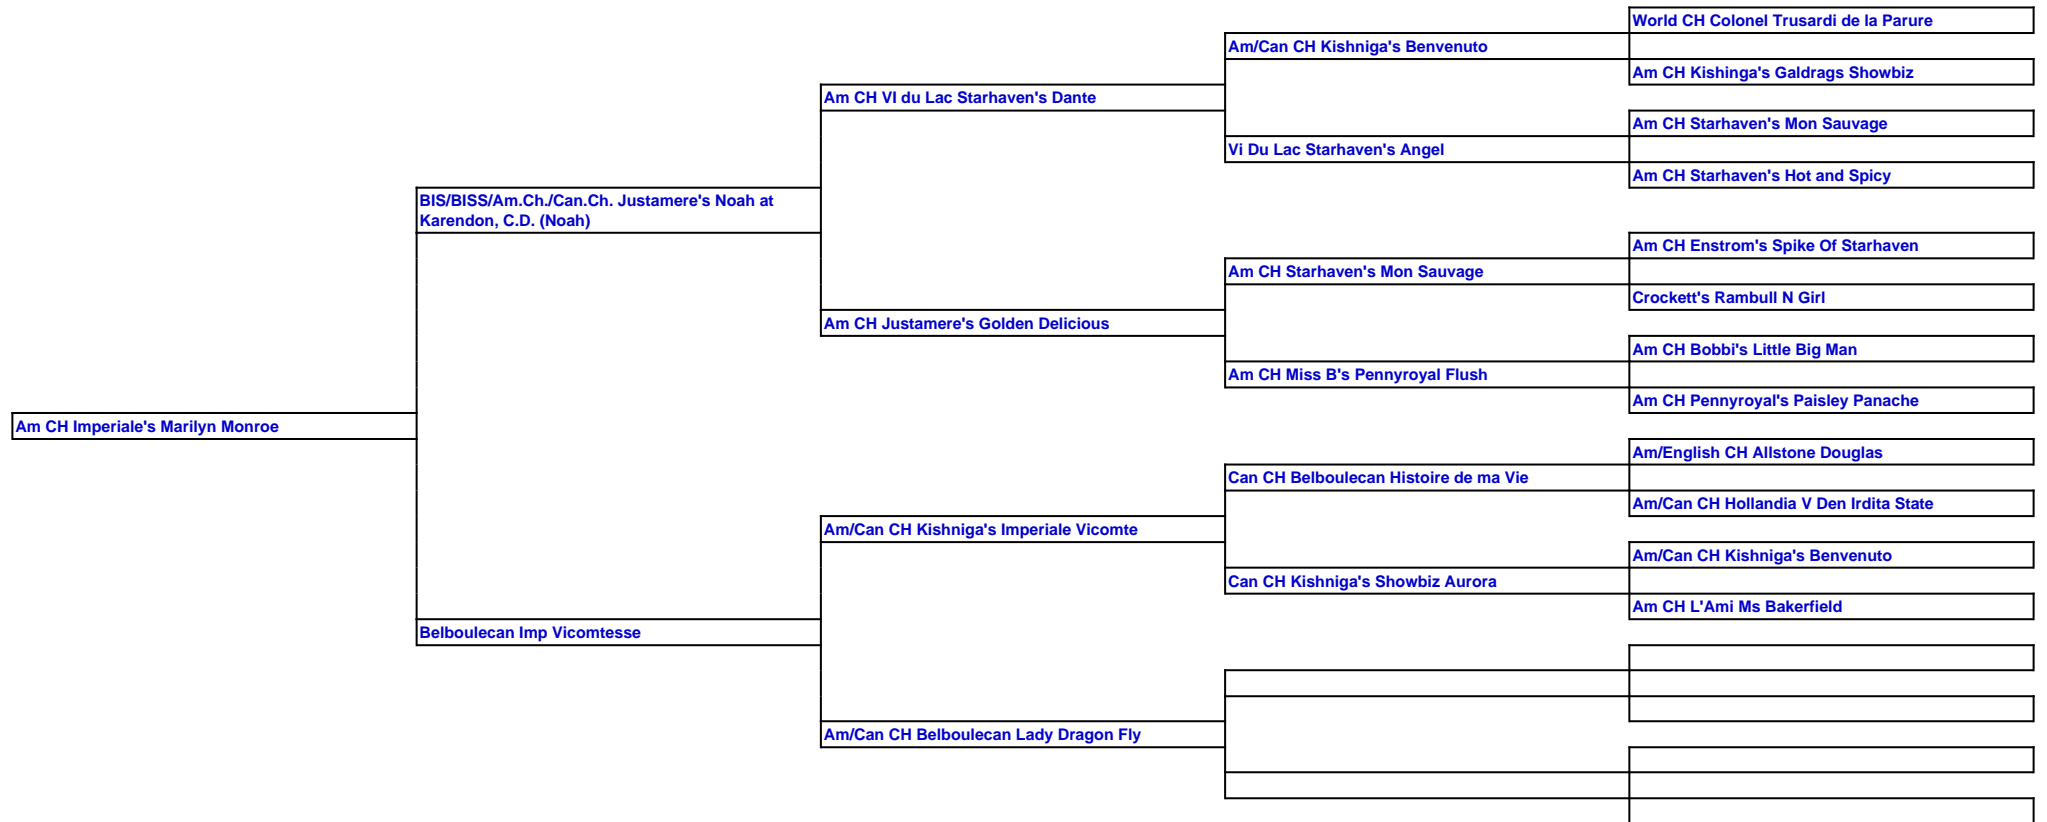 World CH Colonel Trusardi de la Parure
Am/Can CH Kishniga's Benvenuto
Am CH Kishinga's Galdrags Showbiz
Am CH VI du Lac Starhaven's Dante
Am CH Starhaven's Mon Sauvage
Vi Du Lac Starhaven's Angel
Am CH Starhaven's Hot and Spicy
BIS/BISS/Am.Ch./Can.Ch. Justamere's Noah at
Karendon, C.D. (Noah)
Am CH Enstrom's Spike Of Starhaven
Am CH Starhaven's Mon Sauvage
Crockett's Rambull N Girl
Am CH Justamere's Golden Delicious
Am CH Bobbi's Little Big Man
Am CH Miss B's Pennyroyal Flush
Am CH Pennyroyal's Paisley Panache
Am CH Imperiale's Marilyn Monroe
Am/English CH Allstone Douglas
Can CH Belboulecan Histoire de ma Vie
Am/Can CH Hollandia V Den Irdita State
Am/Can CH Kishniga's Imperiale Vicomte
Am/Can CH Kishniga's Benvenuto
Can CH Kishniga's Showbiz Aurora
Am CH L'Ami Ms Bakerfield
Belboulecan Imp Vicomtesse
Am/Can CH Belboulecan Lady Dragon Fly